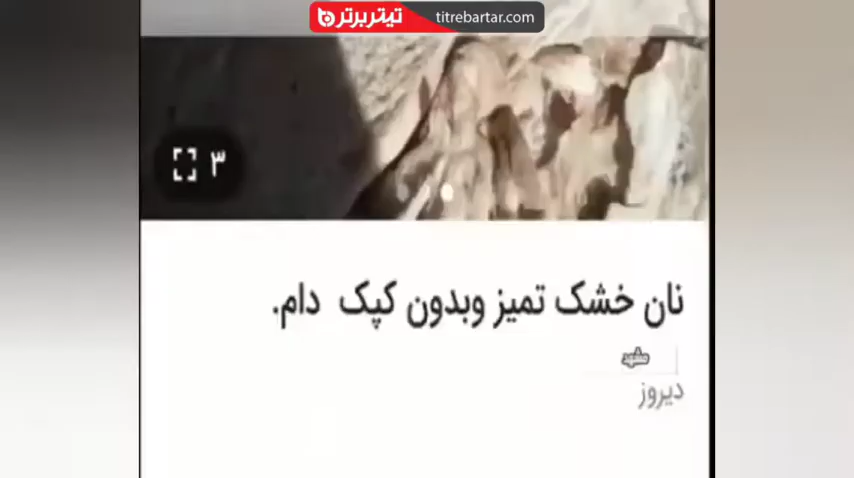 تیتربرتر titrebartar.com
۳
نان خشک تمیز وبدون کپک دام.
مشهد
دیروز